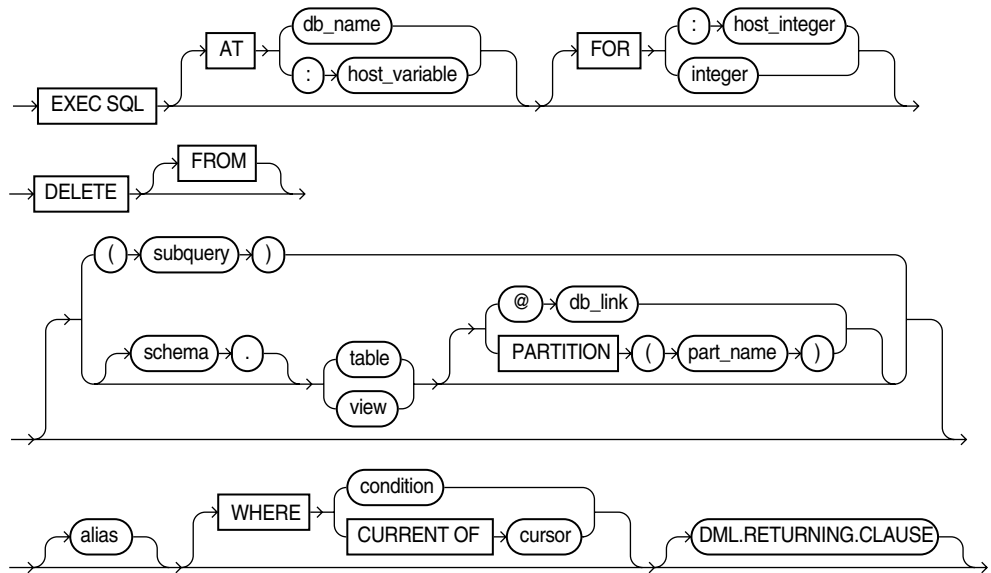 db_name
AT
: host_variable
EXEC SQL
: host_integer
FOR
integer
FROM
DELETE
( subquery )
schema .
table
view
@ db_link
PARTITION ( part_name )
alias
WHERE
condition
CURRENT OF cursor
DML.RETURNING.CLAUSE